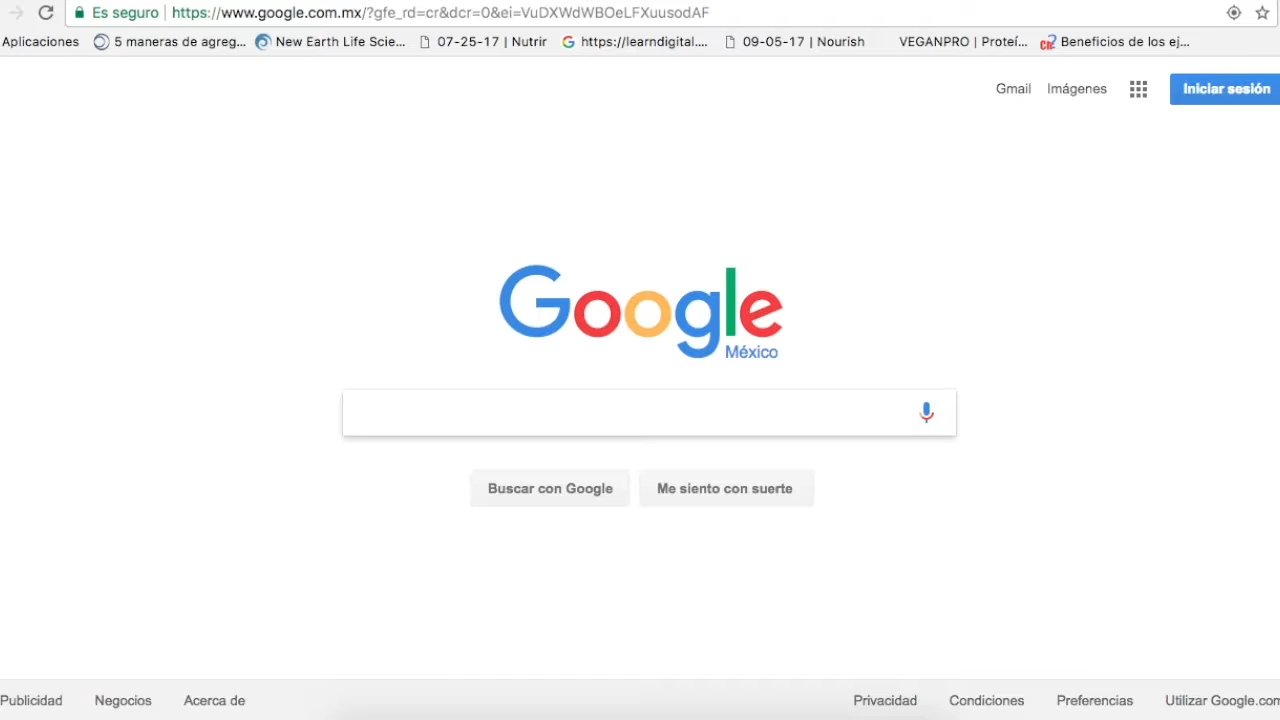 Es seguro https://www.google.com.mx/?gfe_rd=cr&dcr=0&ei=VuDXWdWBOeLFXuusodAF
Aplicaciones 5 maneras de agreg... New Earth Life Scie... 07-25-17 | Nutrir https://learndigital.... 09-05-17 | Nourish VEGANPRO | Proteí... Beneficios de los ej...
Gmail Imágenes Iniciar sesión
Google
México
Buscar con Google Me siento con suerte
Publicidad Negocios Acerca de Privacidad Condiciones Preferencias Utilizar Google.com